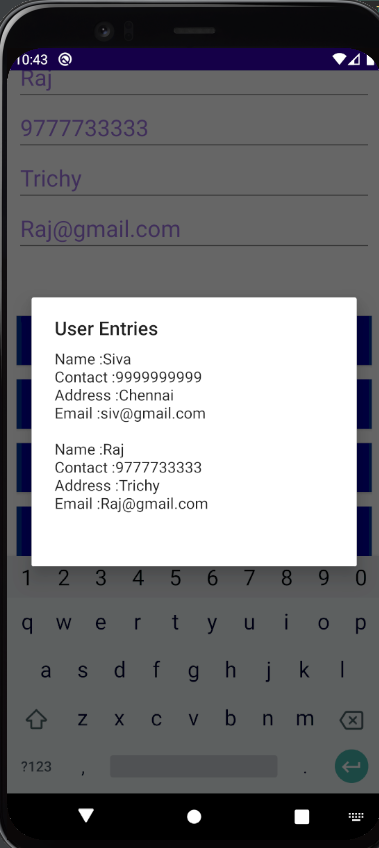 10:43
Raj
9777733333
Trichy
Raj@gmail.com
User Entries
Name :Siva
Contact :9999999999
Address :Chennai
Email :siv@gmail.com
Name :Raj
Contact :9777733333
Address :Trichy
Email :Raj@gmail.com
1 2 3 4 5 6 7 8 9 0
q w e r t y u i o p
a s d f g h j k l
z x c v b n m
?123 , .